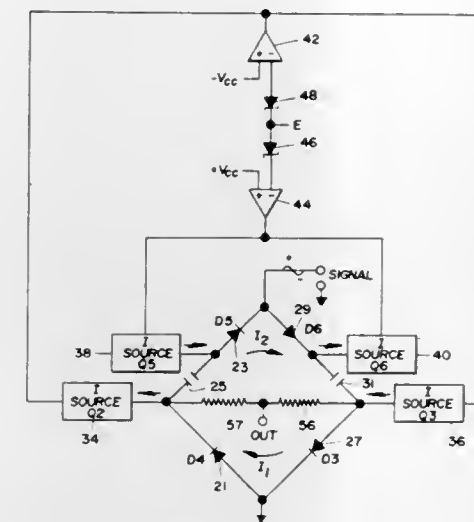 42
+ -
-VCC
48
E
46
+VCC
+ -
44
+
SIGNAL
D5
29
I2
D6
I
SOURCE
Q5
38
23
I
SOURCE
Q6
40
25
31
I
SOURCE
Q2
34
57
OUT
56
I
SOURCE
Q3
36
D4
I1
27
D3
21